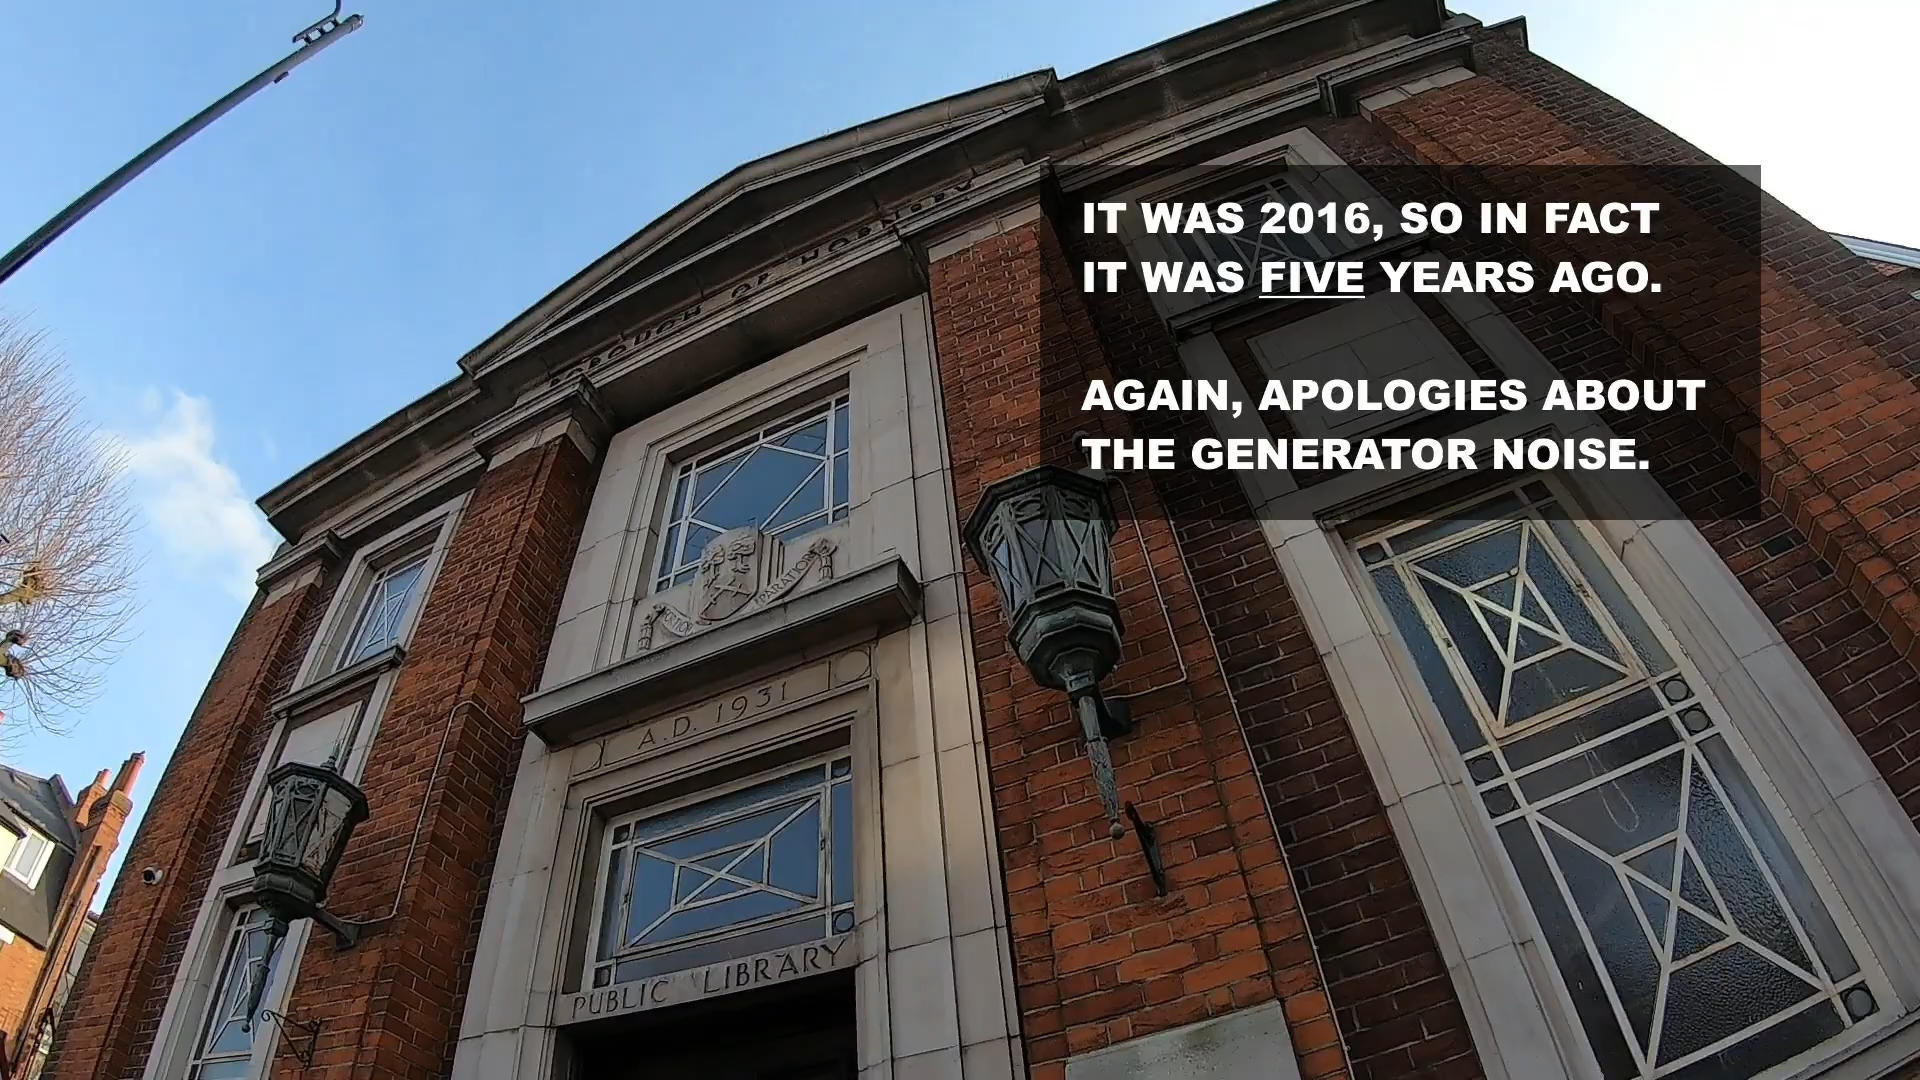 IT WAS 2016, SO IN FACT
IT WAS FIVE YEARS AGO.
AGAIN, APOLOGIES ABOUT
THE GENERATOR NOISE.
BOROUGH OF HORNSEY
A.D. 1931
PUBLIC LIBRARY